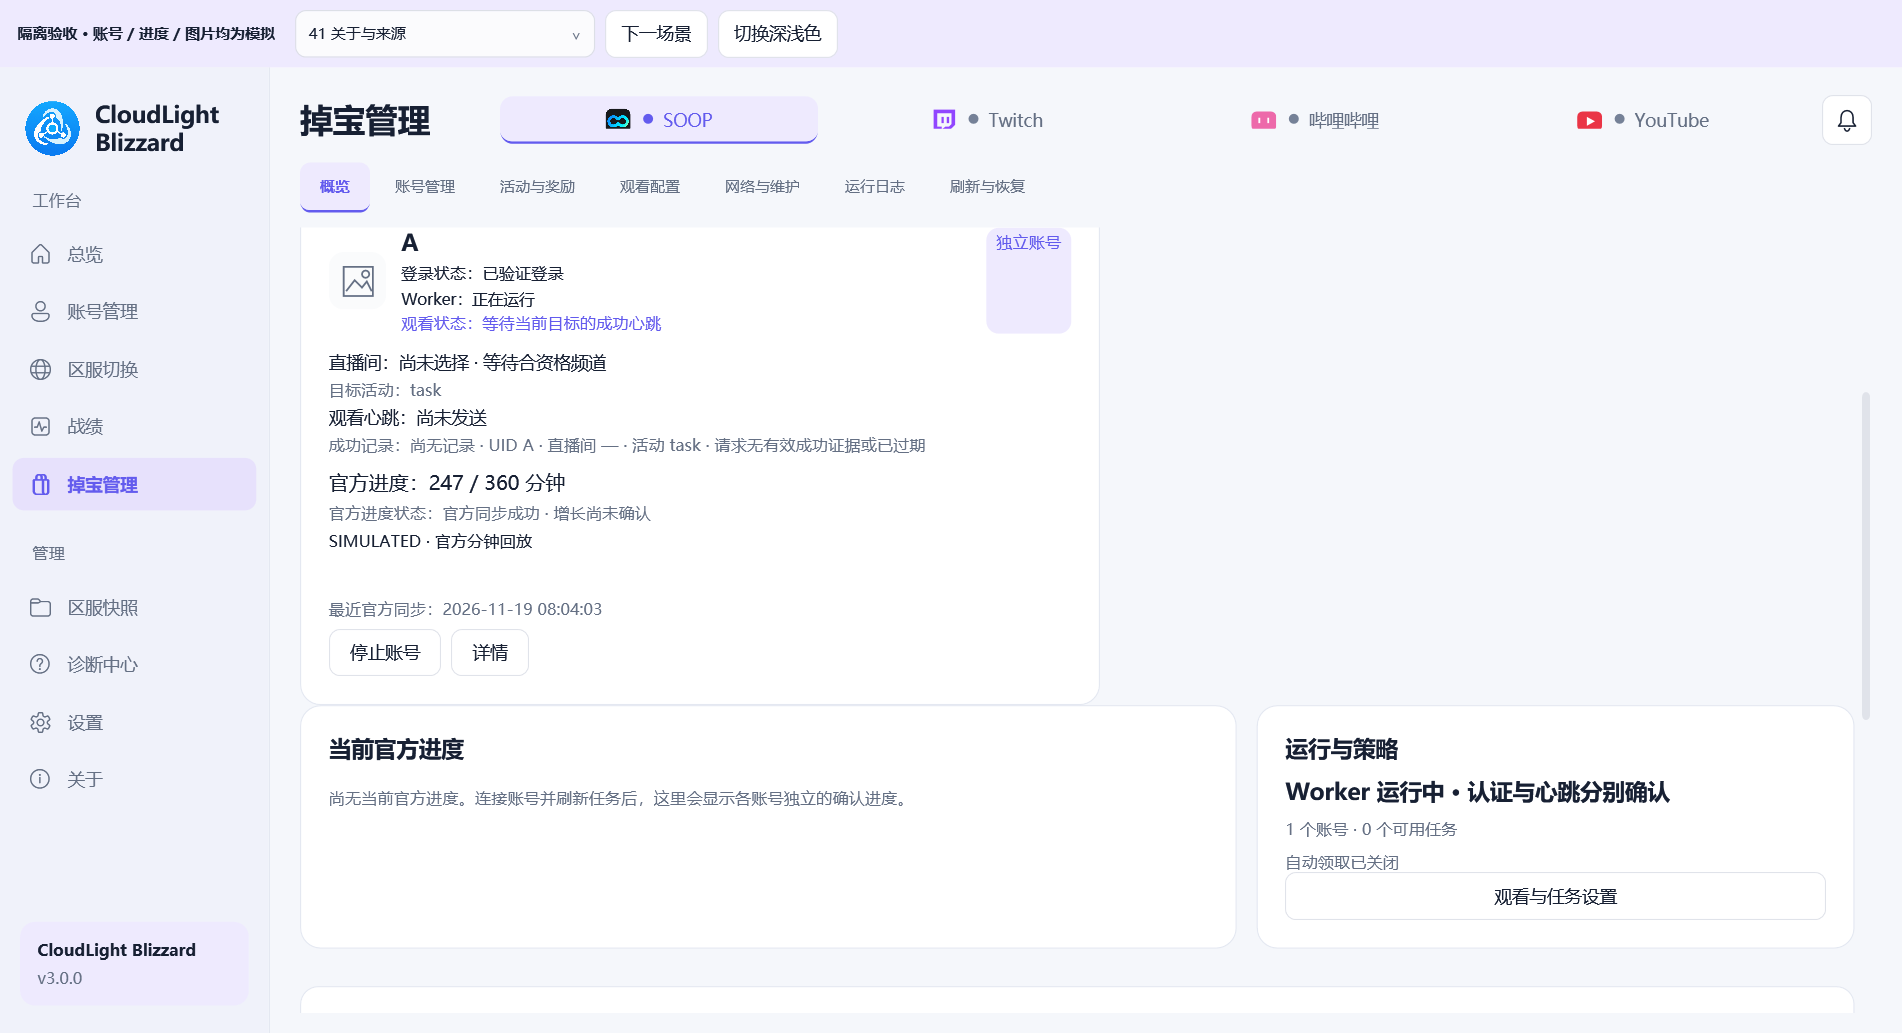 隔离验收 • 账号 / 进度 / 图片均为模拟
41 关于与来源
下一场景
切换深浅色
CloudLight
Blizzard
工作台
总览
账号管理
区服切换
战绩
掉宝管理
管理
区服快照
诊断中心
设置
关于
CloudLight Blizzard
v3.0.0
掉宝管理
SOOP
Twitch
哔哩哔哩
YouTube
概览
账号管理
活动与奖励
观看配置
网络与维护
运行日志
刷新与恢复
A
独立账号
登录状态：已验证登录
Worker：正在运行
观看状态：等待当前目标的成功心跳
直播间：尚未选择 · 等待合资格频道
目标活动：task
观看心跳：尚未发送
成功记录：尚无记录 · UID A · 直播间 — · 活动 task · 请求无有效成功证据或已过期
官方进度：247 / 360 分钟
官方进度状态：官方同步成功 · 增长尚未确认
SIMULATED · 官方分钟回放
最近官方同步：2026-11-19 08:04:03
停止账号
详情
当前官方进度
尚无当前官方进度。连接账号并刷新任务后，这里会显示各账号独立的确认进度。
运行与策略
Worker 运行中 • 认证与心跳分别确认
1 个账号 · 0 个可用任务
自动领取已关闭
观看与任务设置